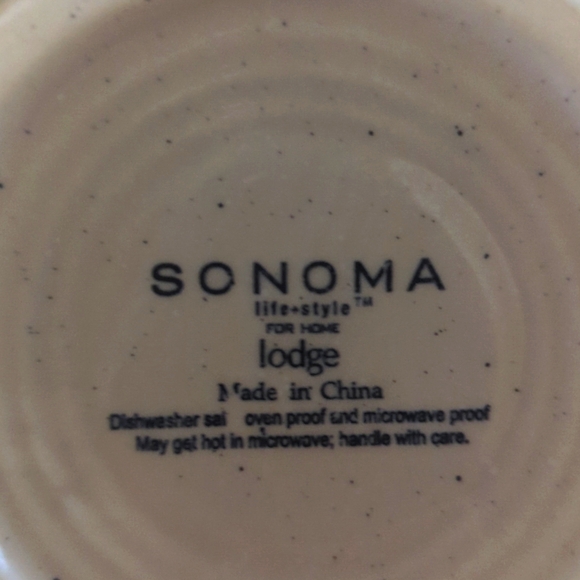 SONOMA
life+style™
FOR HOME
lodge
Made in China
Dishwasher saf oven proof and microwave proof
May get hot in microwave; handle with care.